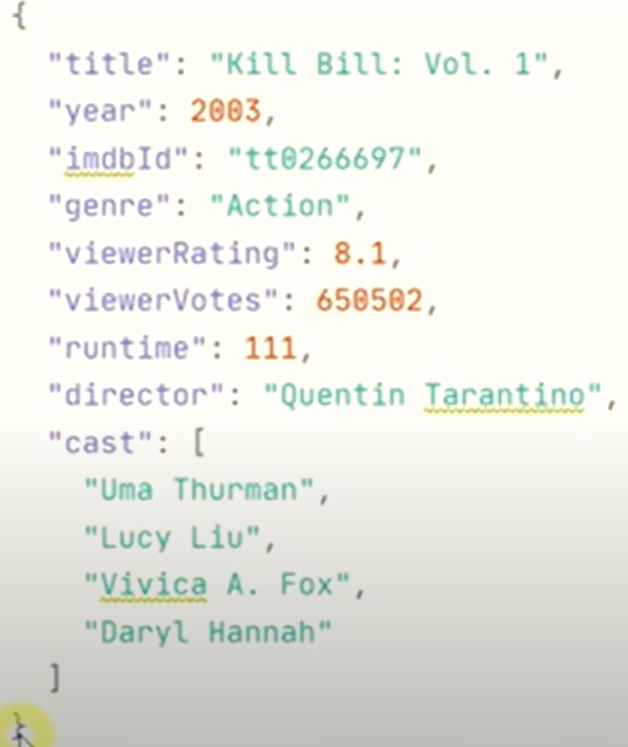 {
"title": "Kill Bill: Vol. 1",
"year": 2003,
"imdbId": "tt0266697",
"genre": "Action",
"viewerRating": 8.1,
"viewerVotes": 650502,
"runtime": 111,
"director": "Quentin Tarantino",
"cast": [
"Uma Thurman",
"Lucy Liu",
"Vivica A. Fox",
"Daryl Hannah"
]
}